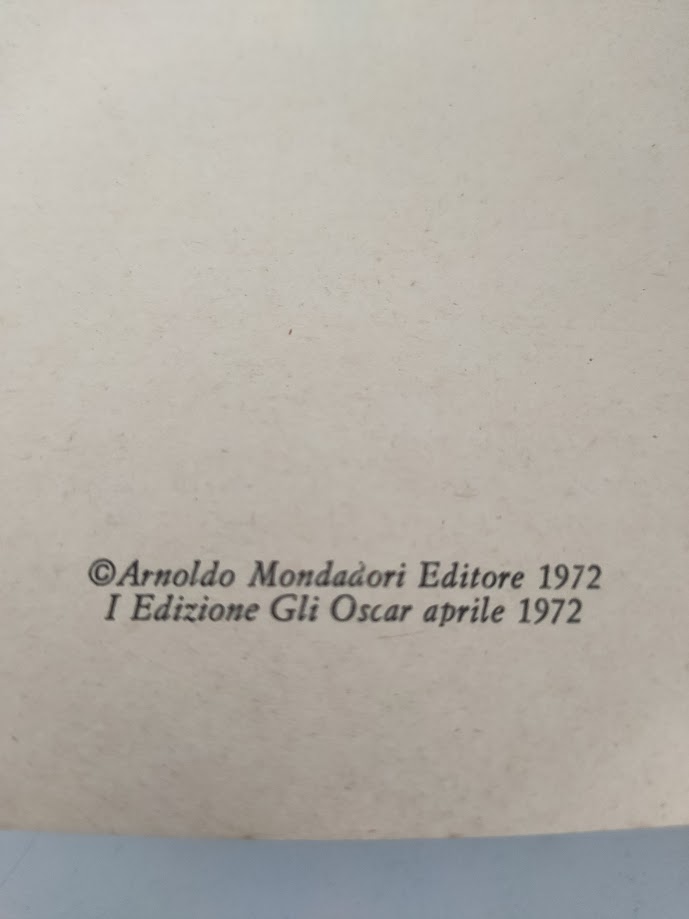 ©Arnoldo Mondadori Editore 1972
I Edizione Gli Oscar aprile 1972